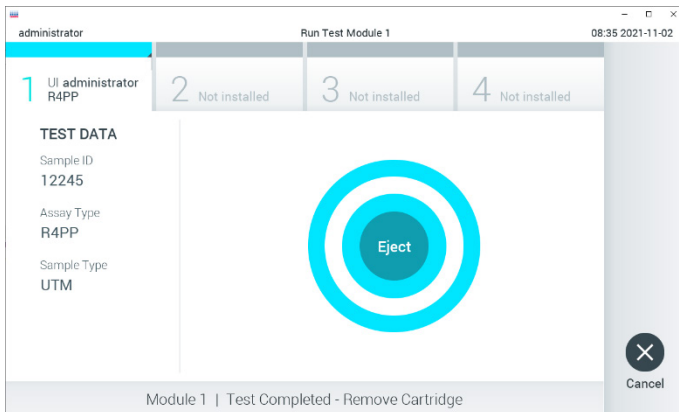 administrator Run Test Module 1 08:35 2021-11-02
1 UI administrator
R4PP
2 Not installed
3 Not installed
4 Not installed
TEST DATA
Sample ID
12245
Assay Type
R4PP
Sample Type
UTM
Eject
Cancel
Module 1 | Test Completed - Remove Cartridge